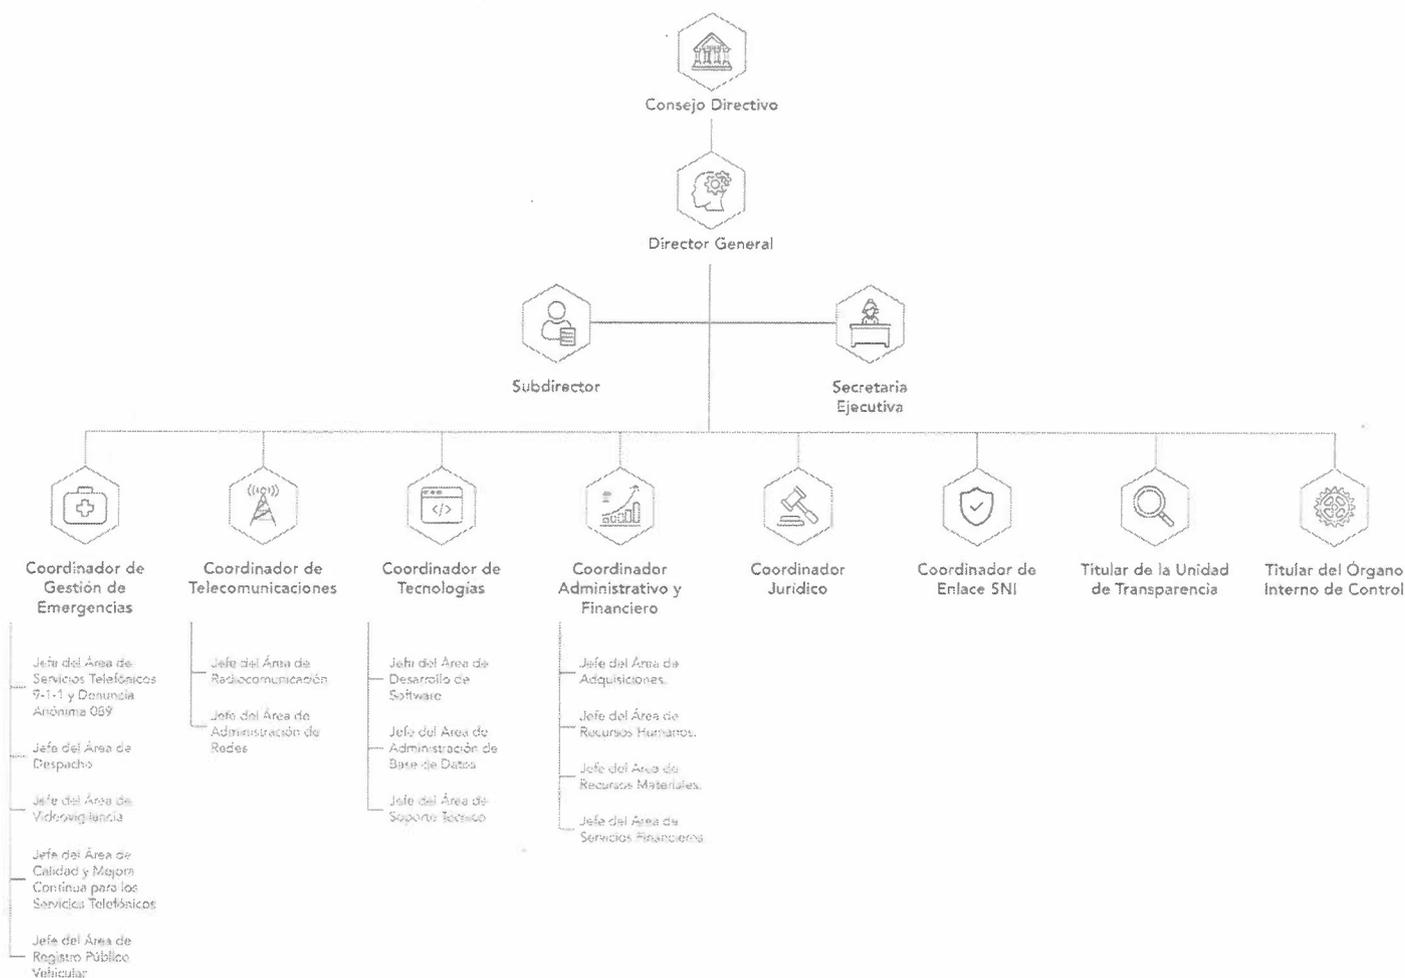 Consejo Directivo
Director General
Subdirector
Secretaria
Ejecutiva
Coordinador de
Gestión de
Emergencias
Jefe del Área de
Servicios Telefónicos
9-1-1 y Denuncia
Anónima 089
Jefe del Área de
Despacho
Jefe del Área de
Videovigilancia
Jefe del Área de
Calidad y Mejora
Continua para los
Servicios Telefónicos
Jefe del Área de
Registro Público
Vehicular
Coordinador de
Telecomunicaciones
Jefe del Área de
Radiocomunicación
Jefe del Área de
Administración de
Redes
Coordinador de
Tecnologías
Jefe del Área de
Desarrollo de
Software
Jefe del Área de
Administración de
Base de Datos
Jefe del Área de
Soporte Técnico
Coordinador
Administrativo y
Financiero
Jefe del Área de
Adquisiciones.
Jefe del Área de
Recursos Humanos.
Jefe del Area de
Recursos Materiales.
Jefe del Área de
Servicios Financieros
Coordinador
Jurídico
Coordinador de
Enlace SNI
Titular de la Unidad
de Transparencia
Titular del Órgano
Interno de Control